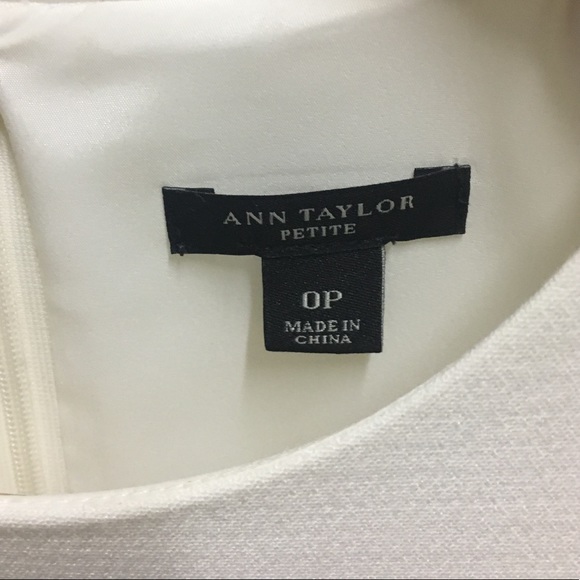 ANN TAYLOR
PETITE
0P
MADE IN
CHINA